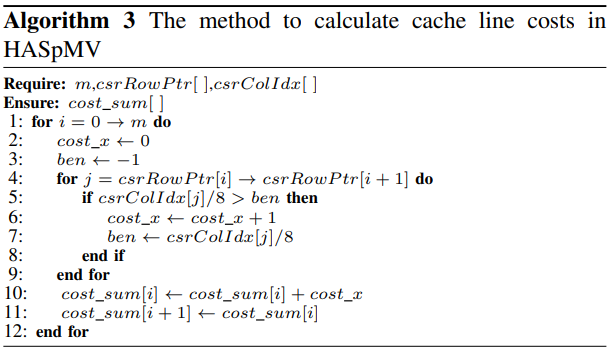 Algorithm 3 The method to calculate cache line costs in
HASpMV
Require: m,csrRowPtr[ ],csrColIdx[ ]
Ensure: cost_sum[ ]
1: for i = 0 → m do
2: cost_x ← 0
3: ben ← −1
4: for j = csrRowPtr[i] → csrRowPtr[i + 1] do
5: if csrColIdx[j]/8 > ben then
6: cost_x ← cost_x + 1
7: ben ← csrColIdx[j]/8
8: end if
9: end for
10: cost_sum[i] ← cost_sum[i] + cost_x
11: cost_sum[i + 1] ← cost_sum[i]
12: end for